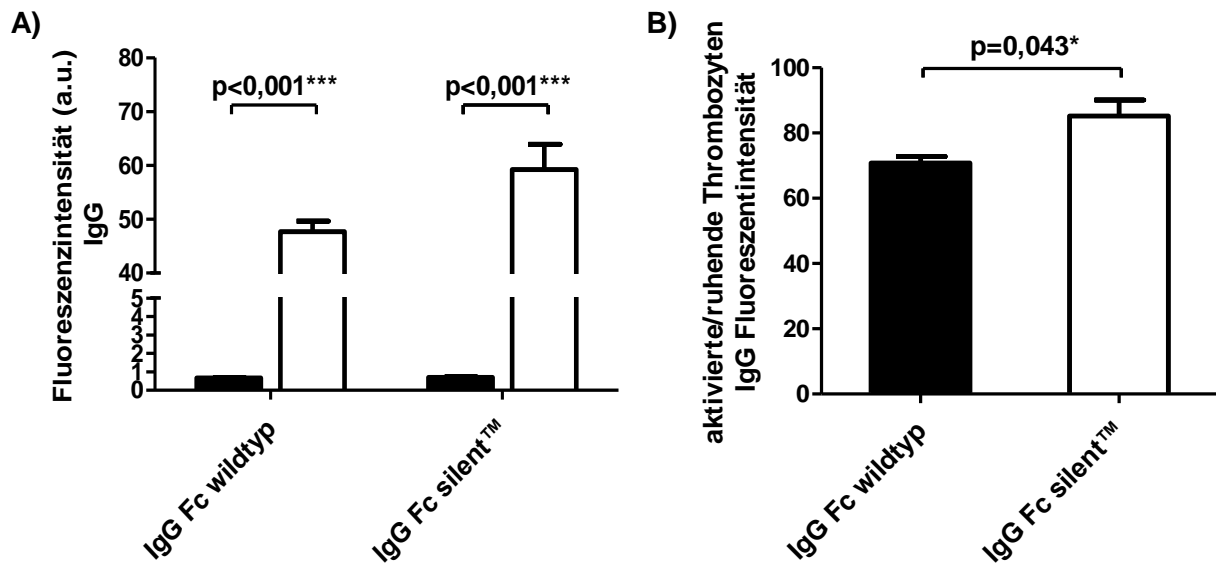 A)
Fluoreszenzintensität (a.u.)
IgG
80
70
60
50
40
5
4
3
2
1
0
p<0,001***
p<0,001***
IgG Fc wildtyp
IgG Fc silent™
B)
aktivierte/ruhende Thrombozyten
IgG Fluoreszentintensität
100
80
60
40
20
0
p=0,043*
IgG Fc wildtyp
IgG Fc silent™